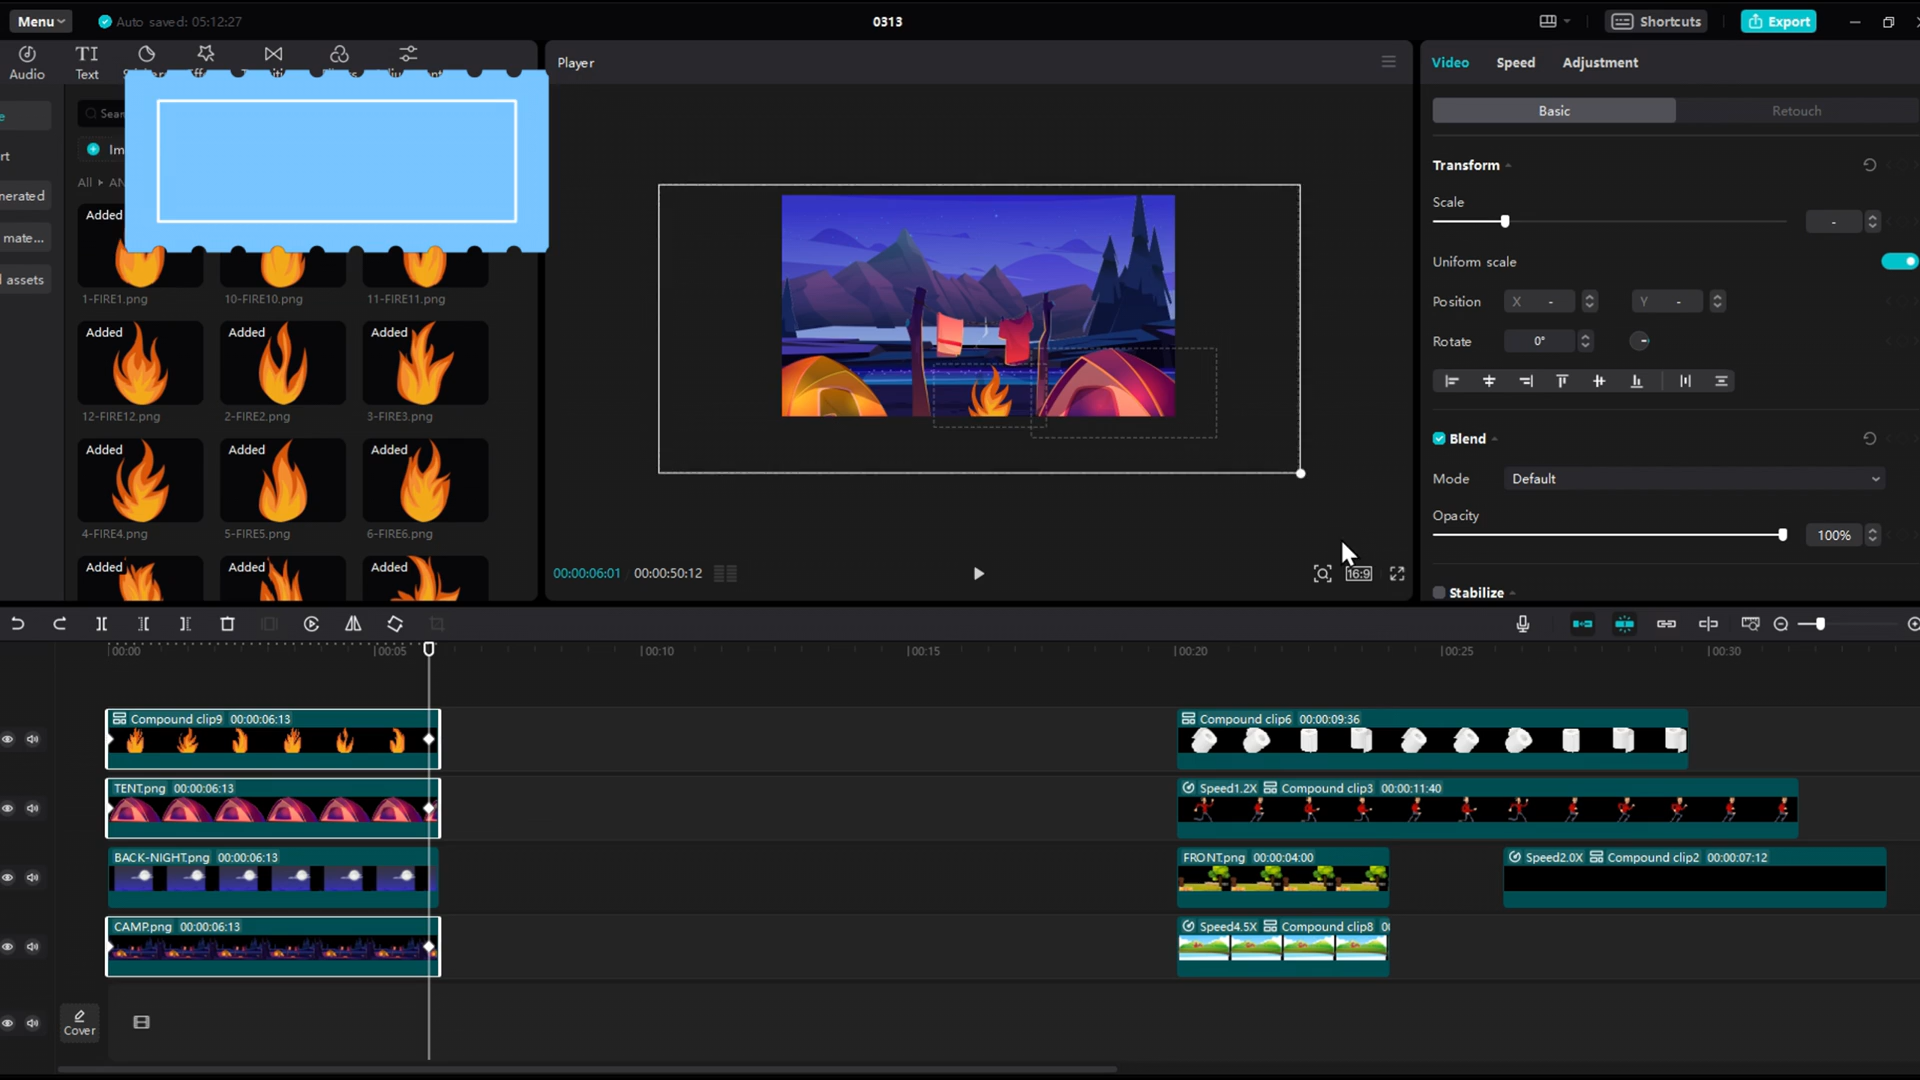 Menu
Auto saved: 05:12:27
0313
Shortcuts
Export
Audio
Text
Player
Video
Speed
Adjustment
Basic
Retouch
All
Added
1-FIRE1.png
10-FIRE10.png
11-FIRE11.png
Added
Added
Added
12-FIRE12.png
2-FIRE2.png
3-FIRE3.png
Added
Added
Added
4-FIRE4.png
5-FIRE5.png
6-FIRE6.png
Added
Added
Added
nerated
mate...
assets
00:00:06:01
00:00:50:12
16:9
Transform
Scale
-
Uniform scale
Position
X -
Y -
Rotate
0°
Blend
Mode
Default
Opacity
100%
Stabilize
00:00
00:05
00:10
00:15
00:20
00:25
00:30
Compound clip9 00:00:06:13
Compound clip6 00:00:09:36
TENT.png 00:00:06:13
Speed1.2X Compound clip3 00:00:11:40
BACK-NIGHT.png 00:00:06:13
FRONT.png 00:00:04:00
Speed2.0X Compound clip2 00:00:07:12
CAMP.png 00:00:06:13
Speed4.5X Compound clip8
Cover